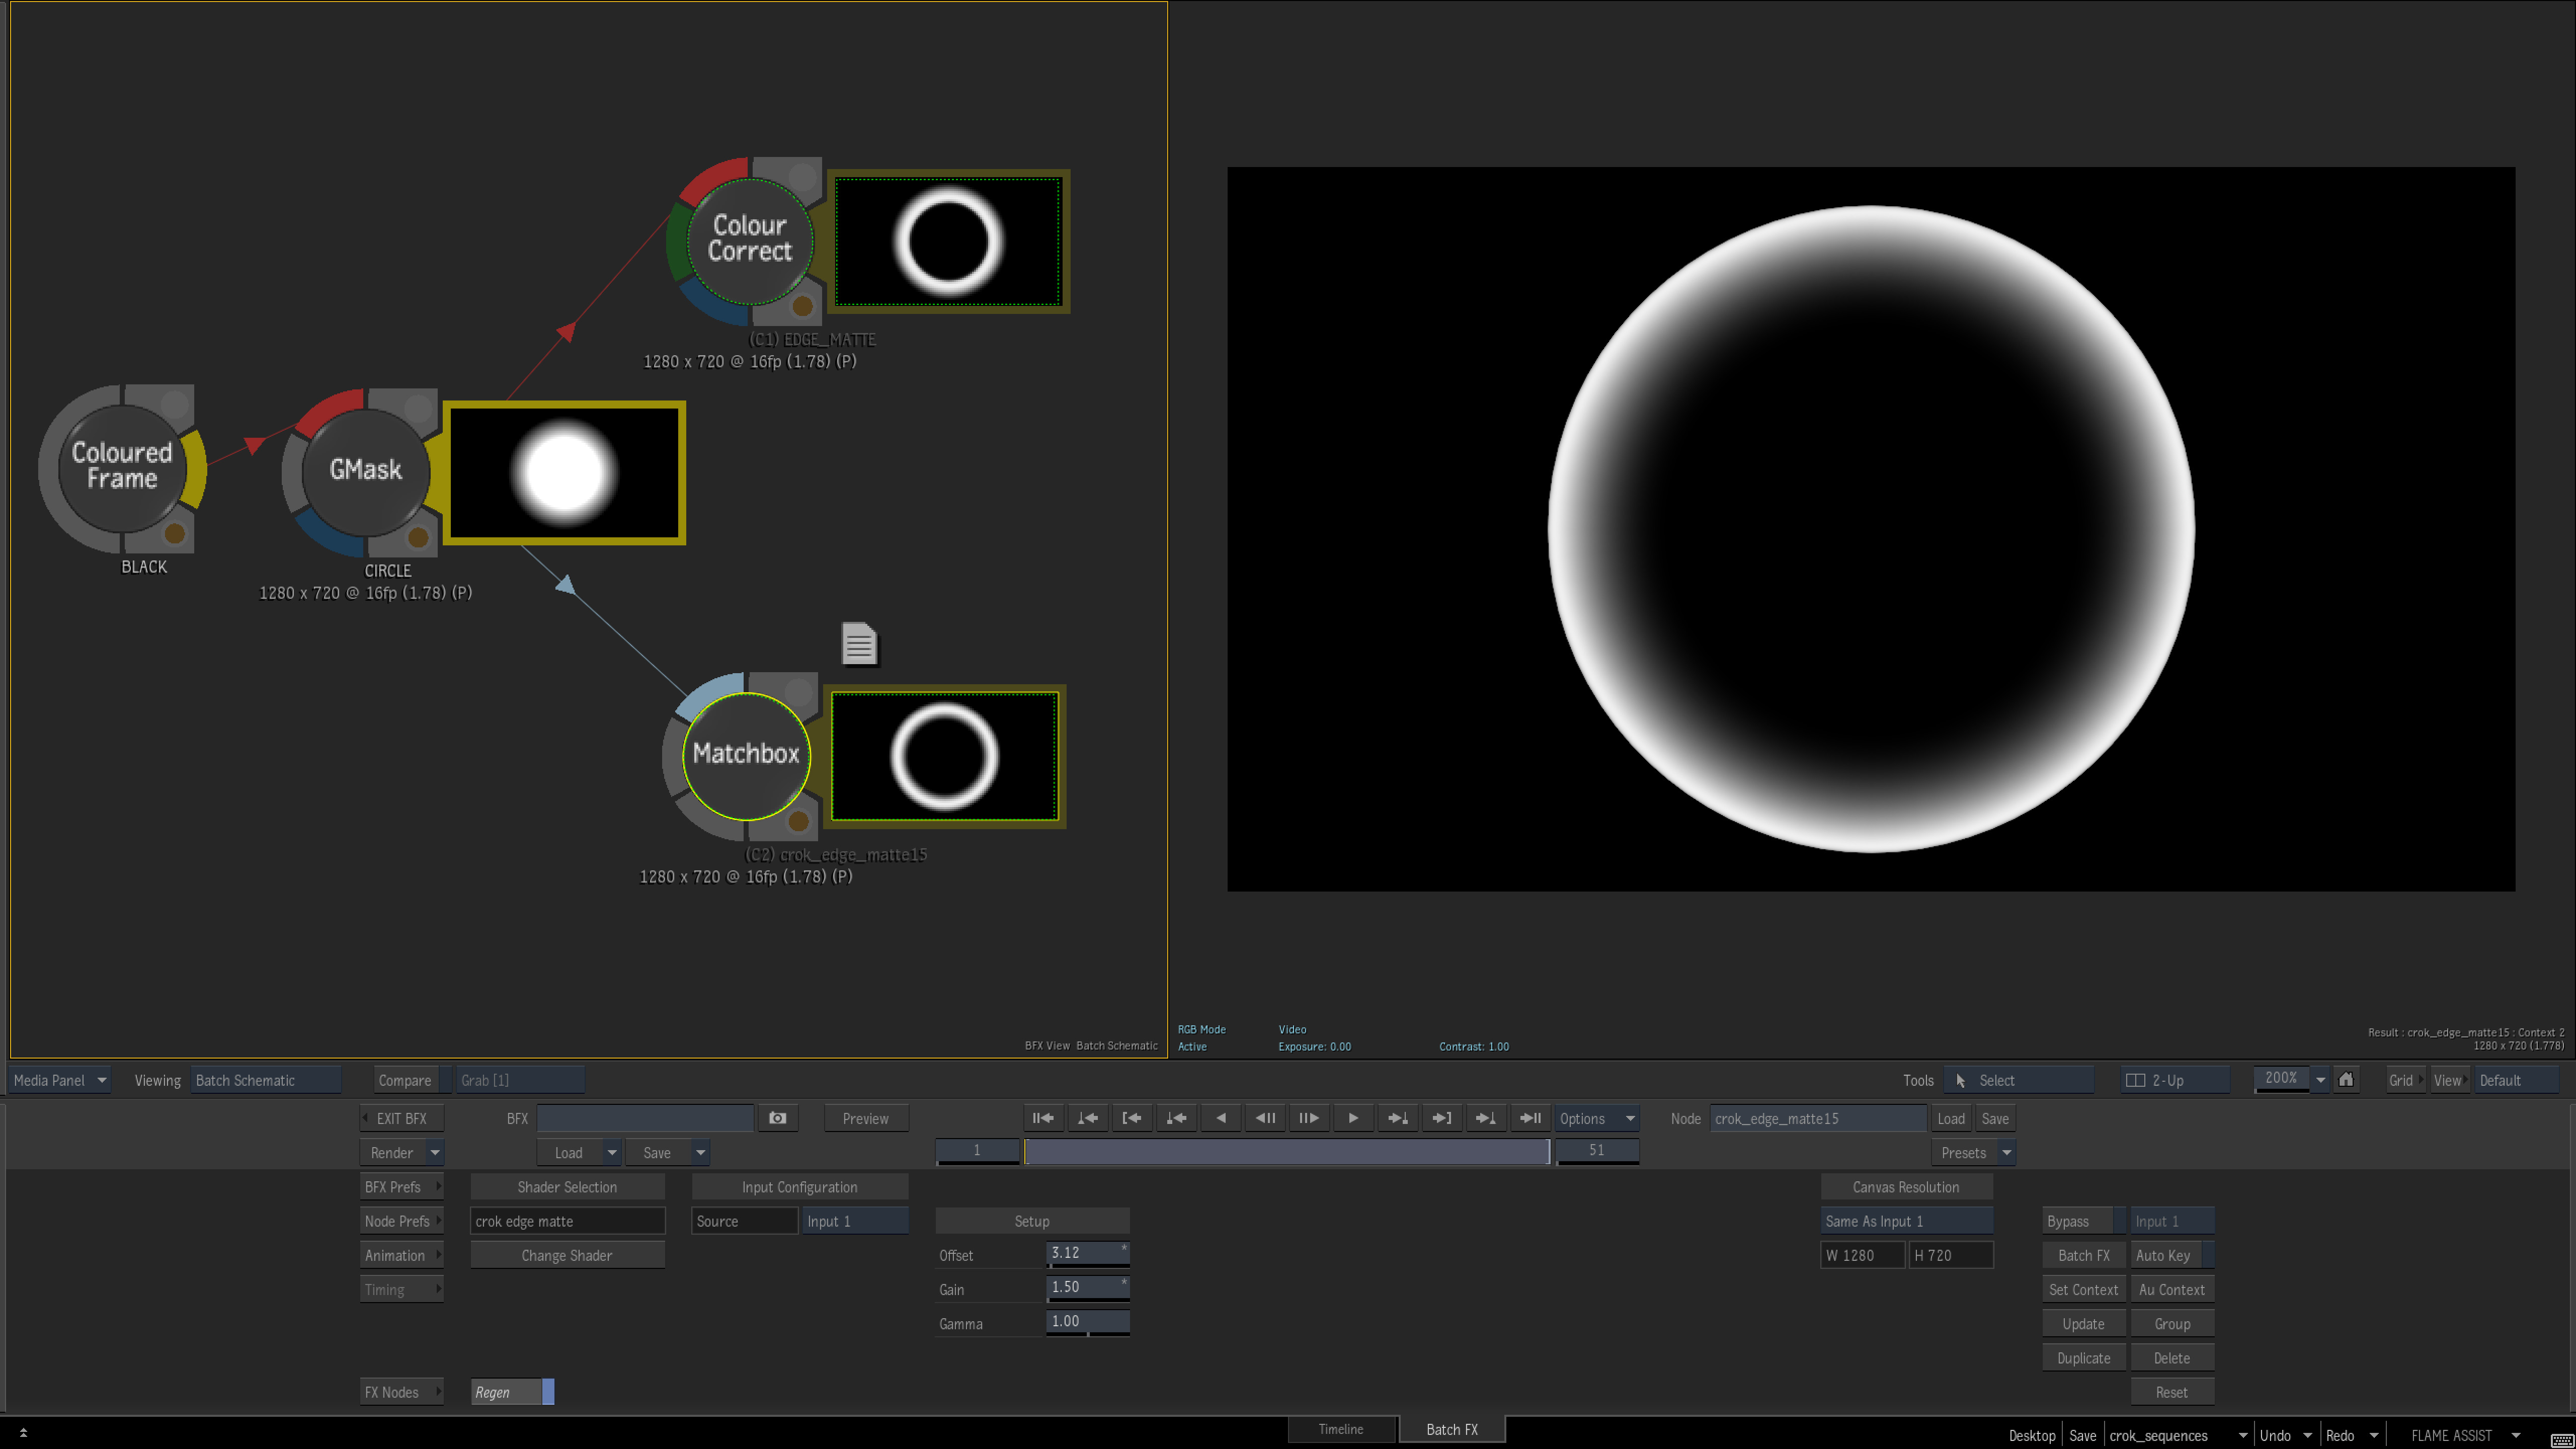 Colour
Correct
(C1) EDGE_MATTE
1280 x 720 @ 16fp (1.78) (P)
Coloured
Frame
BLACK
GMask
CIRCLE
1280 x 720 @ 16fp (1.78) (P)
Matchbox
(C2) crok_edge_matte15
1280 x 720 @ 16fp (1.78) (P)
BFX View Batch Schematic
RGB Mode Video
Active Exposure: 0.00 Contrast: 1.00
Result : crok_edge_matte15 : Context 2
1280 x 720 (1.778)
Media Panel Viewing Batch Schematic Compare Grab [1] Tools Select 2-Up 200% Grid View Default
EXIT BFX BFX Preview Options Node crok_edge_matte15 Load Save
Render Load Save 1 51 Presets
BFX Prefs Shader Selection Input Configuration Canvas Resolution
Node Prefs crok edge matte Source Input 1 Setup Same As Input 1 Bypass Input 1
Animation Change Shader Offset 3.12 * W 1280 H 720 Batch FX Auto Key
Timing Gain 1.50 * Set Context Au Context
Gamma 1.00 Update Group
Duplicate Delete
FX Nodes Regen Reset
Timeline Batch FX Desktop Save crok_sequences Undo Redo FLAME ASSIST